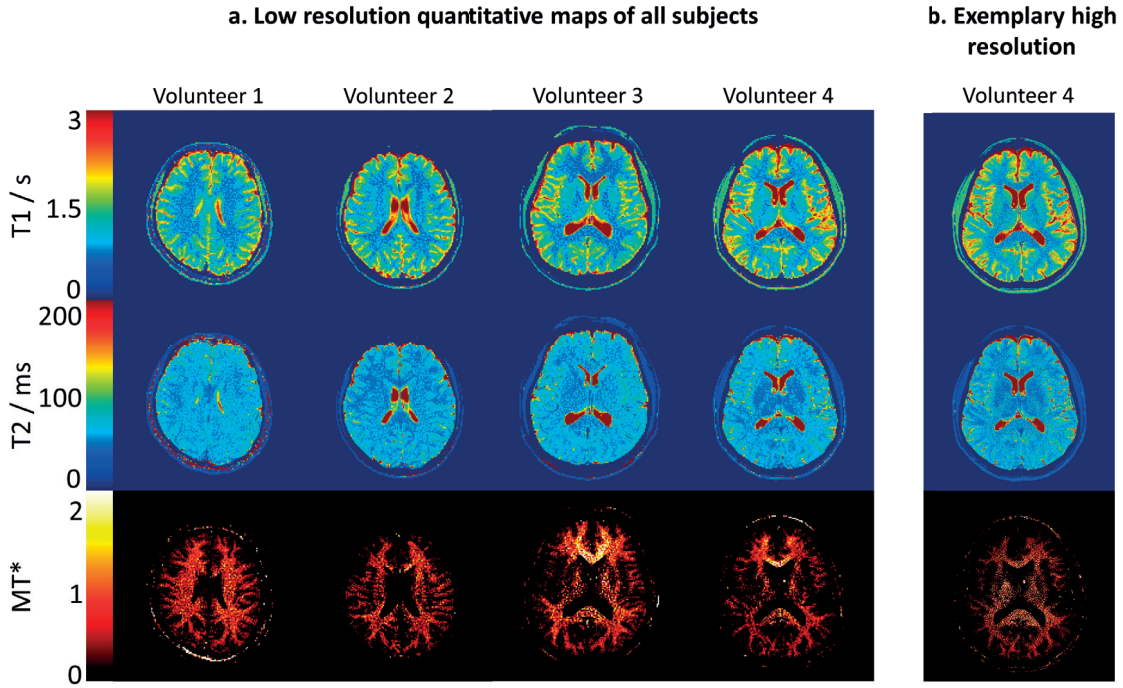 a. Low resolution quantitative maps of all subjects
b. Exemplary high
resolution
Volunteer 1
Volunteer 2
Volunteer 3
Volunteer 4
Volunteer 4
T1 / s
3
1.5
0
T2 / ms
200
100
0
MT*
2
1
0